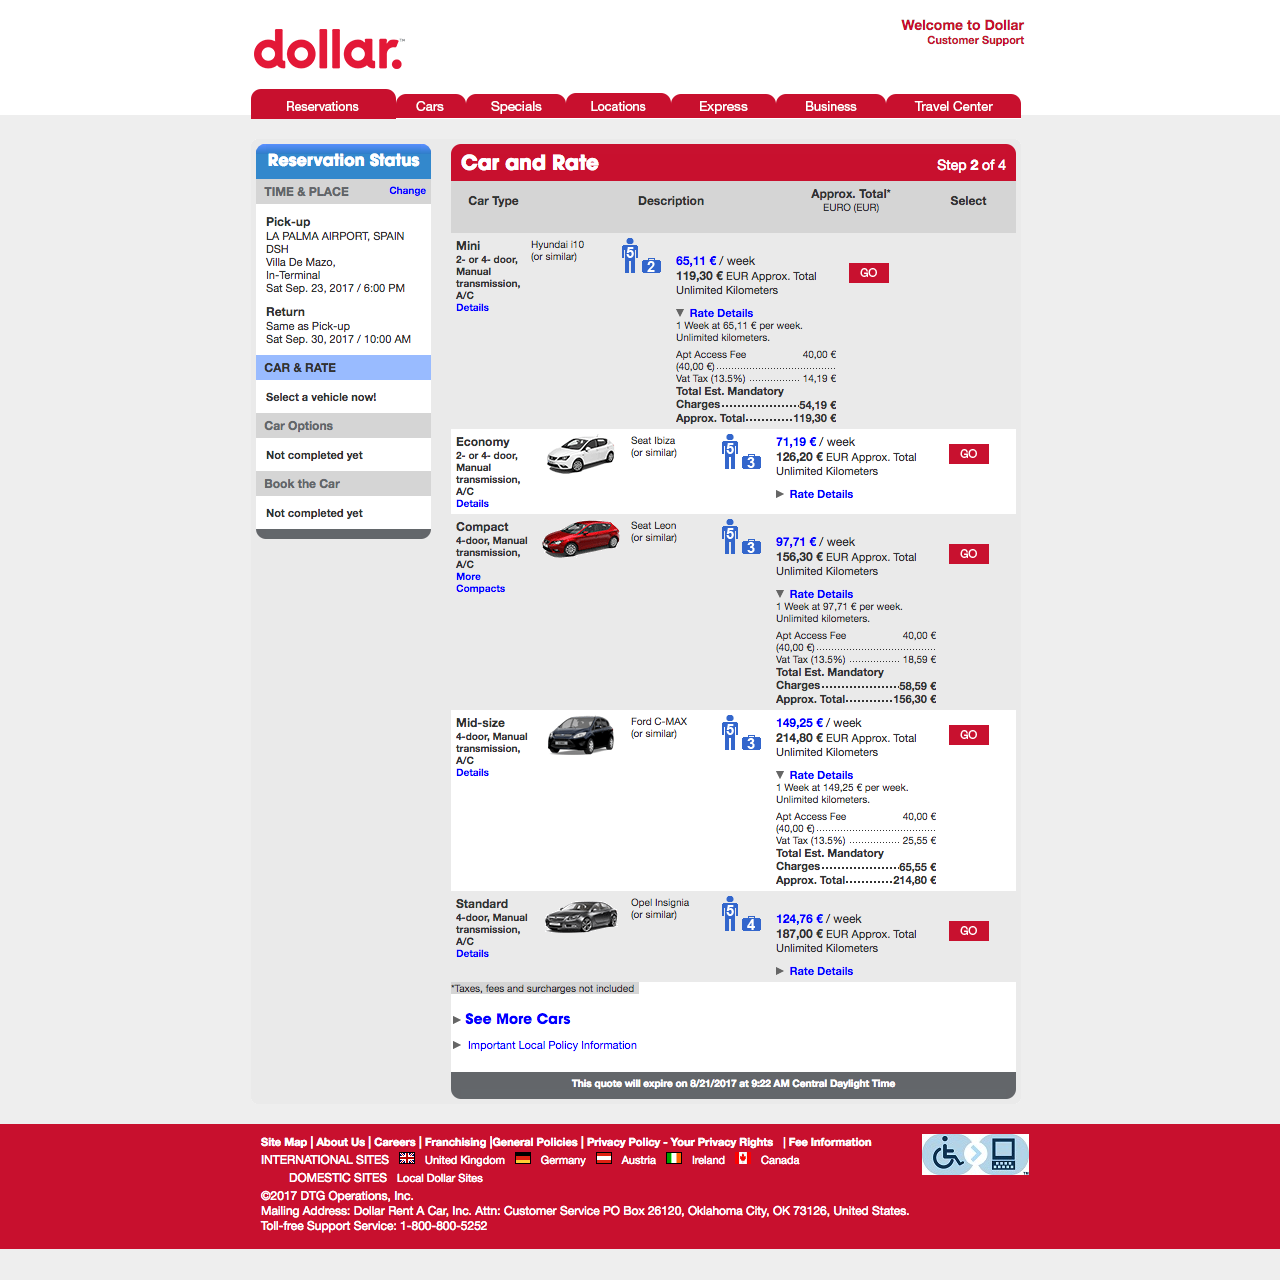 dollar.™
Welcome to Dollar
Customer Support
Reservations
Cars
Specials
Locations
Express
Business
Travel Center
Reservation Status
TIME & PLACE
Change
Pick-up
LA PALMA AIRPORT, SPAIN
DSH
Villa De Mazo,
In-Terminal
Sat Sep. 23, 2017 / 6:00 PM
Return
Same as Pick-up
Sat Sep. 30, 2017 / 10:00 AM
CAR & RATE
Select a vehicle now!
Car Options
Not completed yet
Book the Car
Not completed yet
Car and Rate
Step 2 of 4
Car Type
Description
Approx. Total*
EURO (EUR)
Select
Mini
2- or 4- door,
Manual
transmission,
A/C
Details
Hyundai i10
(or similar)
5
2
65,11 € / week
119,30 € EUR Approx. Total
Unlimited Kilometers
GO
Rate Details
1 Week at 65,11 € per week.
Unlimited kilometers.
Apt Access Fee 40,00 €
(40,00 €)
Vat Tax (13.5%) 14,19 €
Total Est. Mandatory
Charges 54,19 €
Approx. Total 119,30 €
Economy
2- or 4- door,
Manual
transmission,
A/C
Details
Seat Ibiza
(or similar)
5
3
71,19 € / week
126,20 € EUR Approx. Total
Unlimited Kilometers
GO
Rate Details
Compact
4-door, Manual
transmission,
A/C
More
Compacts
Seat Leon
(or similar)
5
3
97,71 € / week
156,30 € EUR Approx. Total
Unlimited Kilometers
GO
Rate Details
1 Week at 97,71 € per week.
Unlimited kilometers.
Apt Access Fee 40,00 €
(40,00 €)
Vat Tax (13.5%) 18,59 €
Total Est. Mandatory
Charges 58,59 €
Approx. Total 156,30 €
Mid-size
4-door, Manual
transmission,
A/C
Details
Ford C-MAX
(or similar)
5
3
149,25 € / week
214,80 € EUR Approx. Total
Unlimited Kilometers
GO
Rate Details
1 Week at 149,25 € per week.
Unlimited kilometers.
Apt Access Fee 40,00 €
(40,00 €)
Vat Tax (13.5%) 25,55 €
Total Est. Mandatory
Charges 65,55 €
Approx. Total 214,80 €
Standard
4-door, Manual
transmission,
A/C
Details
Opel Insignia
(or similar)
5
4
124,76 € / week
187,00 € EUR Approx. Total
Unlimited Kilometers
GO
Rate Details
*Taxes, fees and surcharges not included
See More Cars
Important Local Policy Information
This quote will expire on 8/21/2017 at 9:22 AM Central Daylight Time
Site Map | About Us | Careers | Franchising |General Policies | Privacy Policy - Your Privacy Rights | Fee Information
INTERNATIONAL SITES United Kingdom Germany Austria Ireland Canada
DOMESTIC SITES Local Dollar Sites
©2017 DTG Operations, Inc.
Mailing Address: Dollar Rent A Car, Inc. Attn: Customer Service PO Box 26120, Oklahoma City, OK 73126, United States.
Toll-free Support Service: 1-800-800-5252